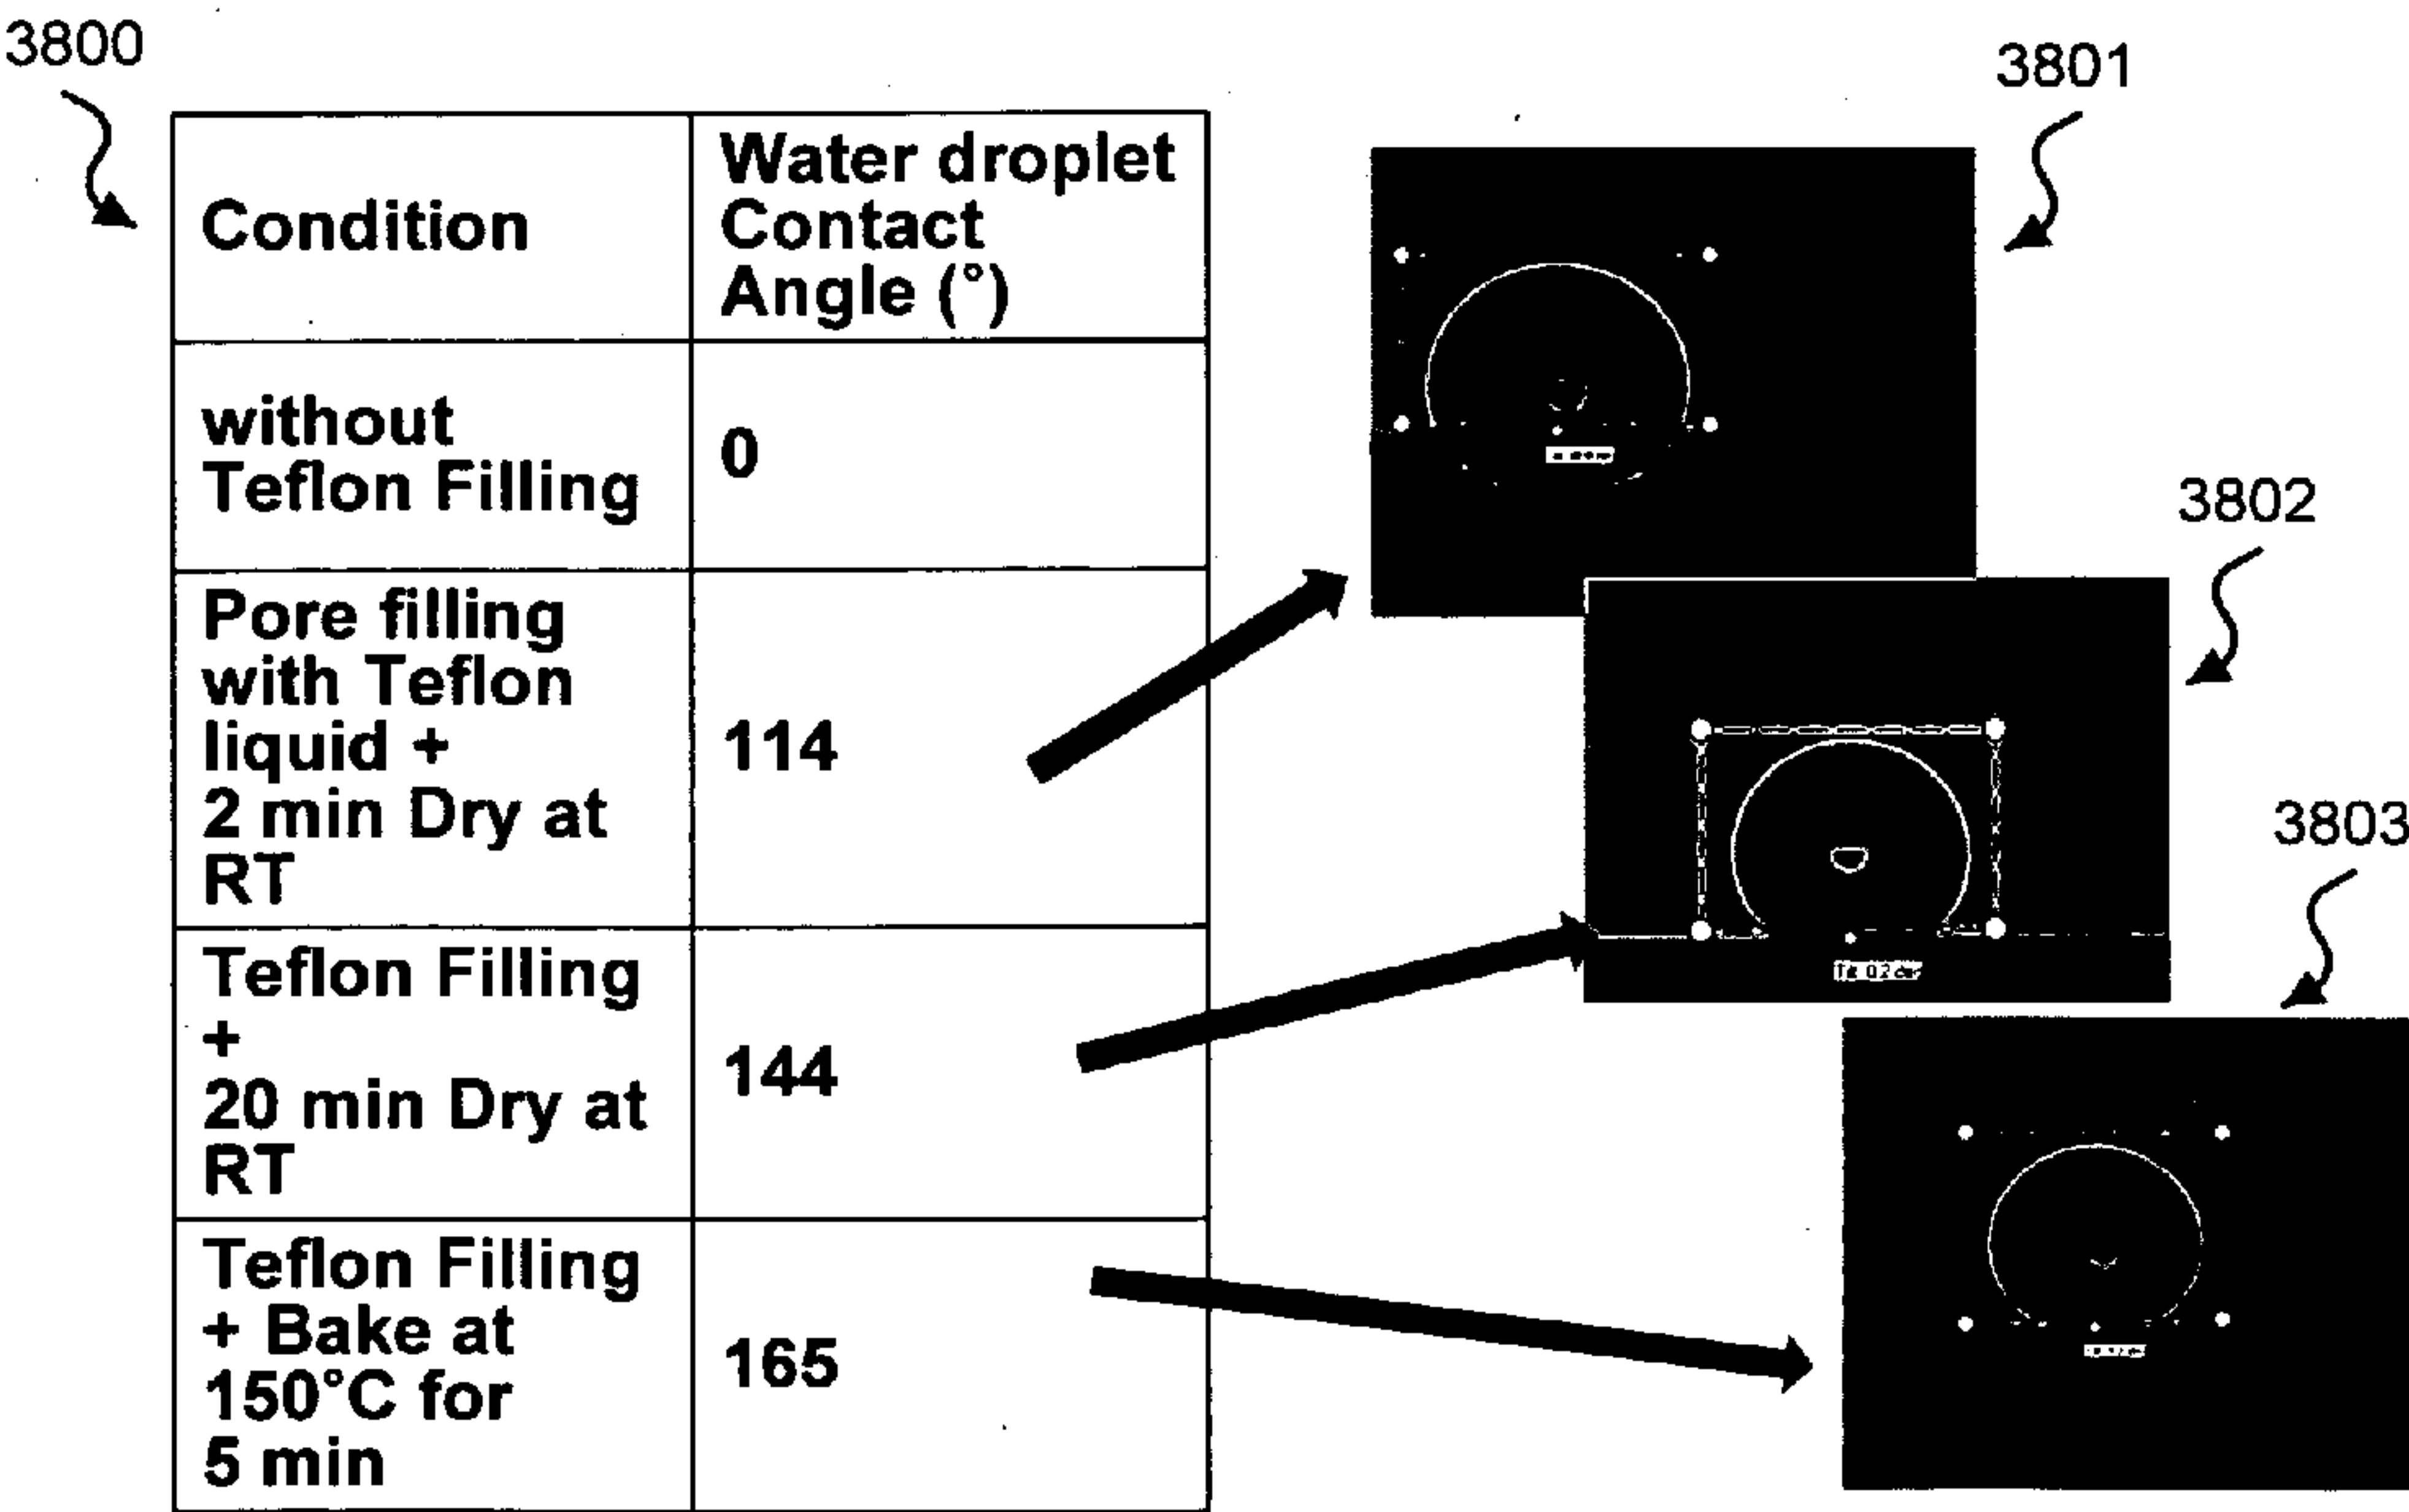 3800
3801
Condition
Water droplet
Contact
Angle (°)
without
Teflon Filling
0
3802
Pore filling
with Teflon
liquid +
2 min Dry at
RT
114
3803
Teflon Filling
+
20 min Dry at
RT
144
Teflon Filling
+ Bake at
150°C for
5 min
165